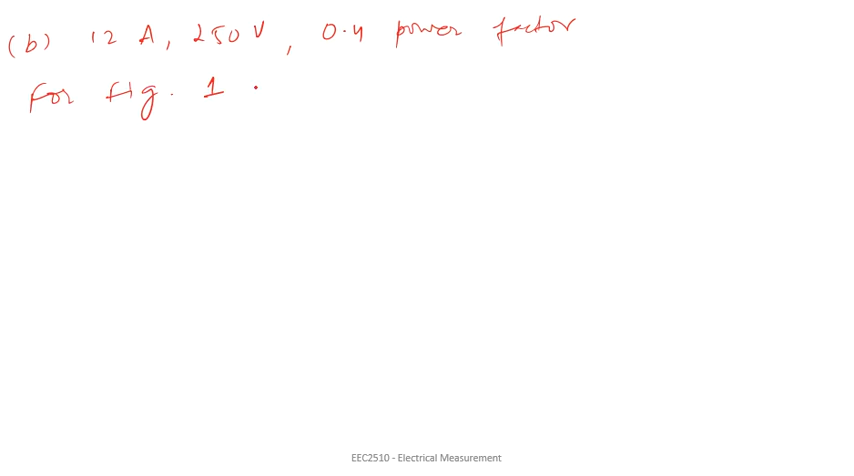 (b) 12 A, 250 V, 0.4 power factor
For fig. 1.
EEC2510 - Electrical Measurement